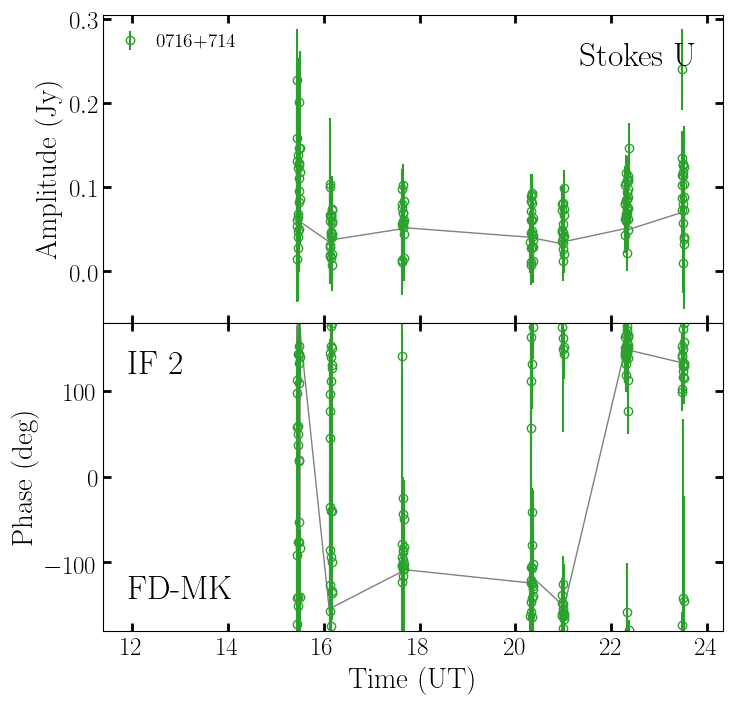 0.3
0716+714
Stokes U
0.2
0.1
0.0
Amplitude (Jy)
IF 2
100
0
−100
Phase (deg)
FD-MK
12 14 16 18 20 22 24
Time (UT)